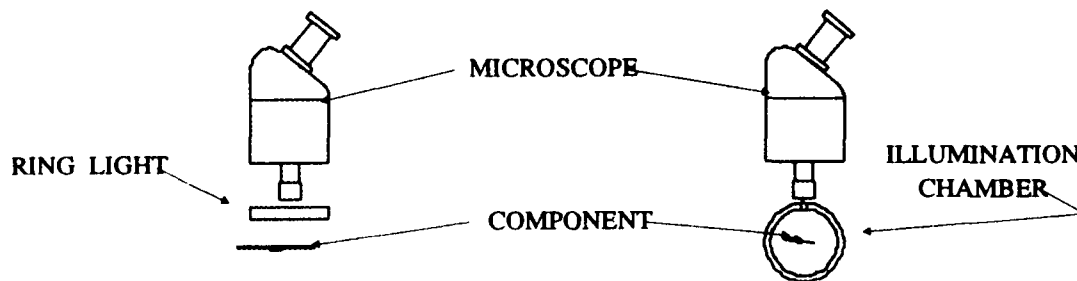 MICROSCOPE
RING LIGHT
ILLUMINATION
CHAMBER
COMPONENT